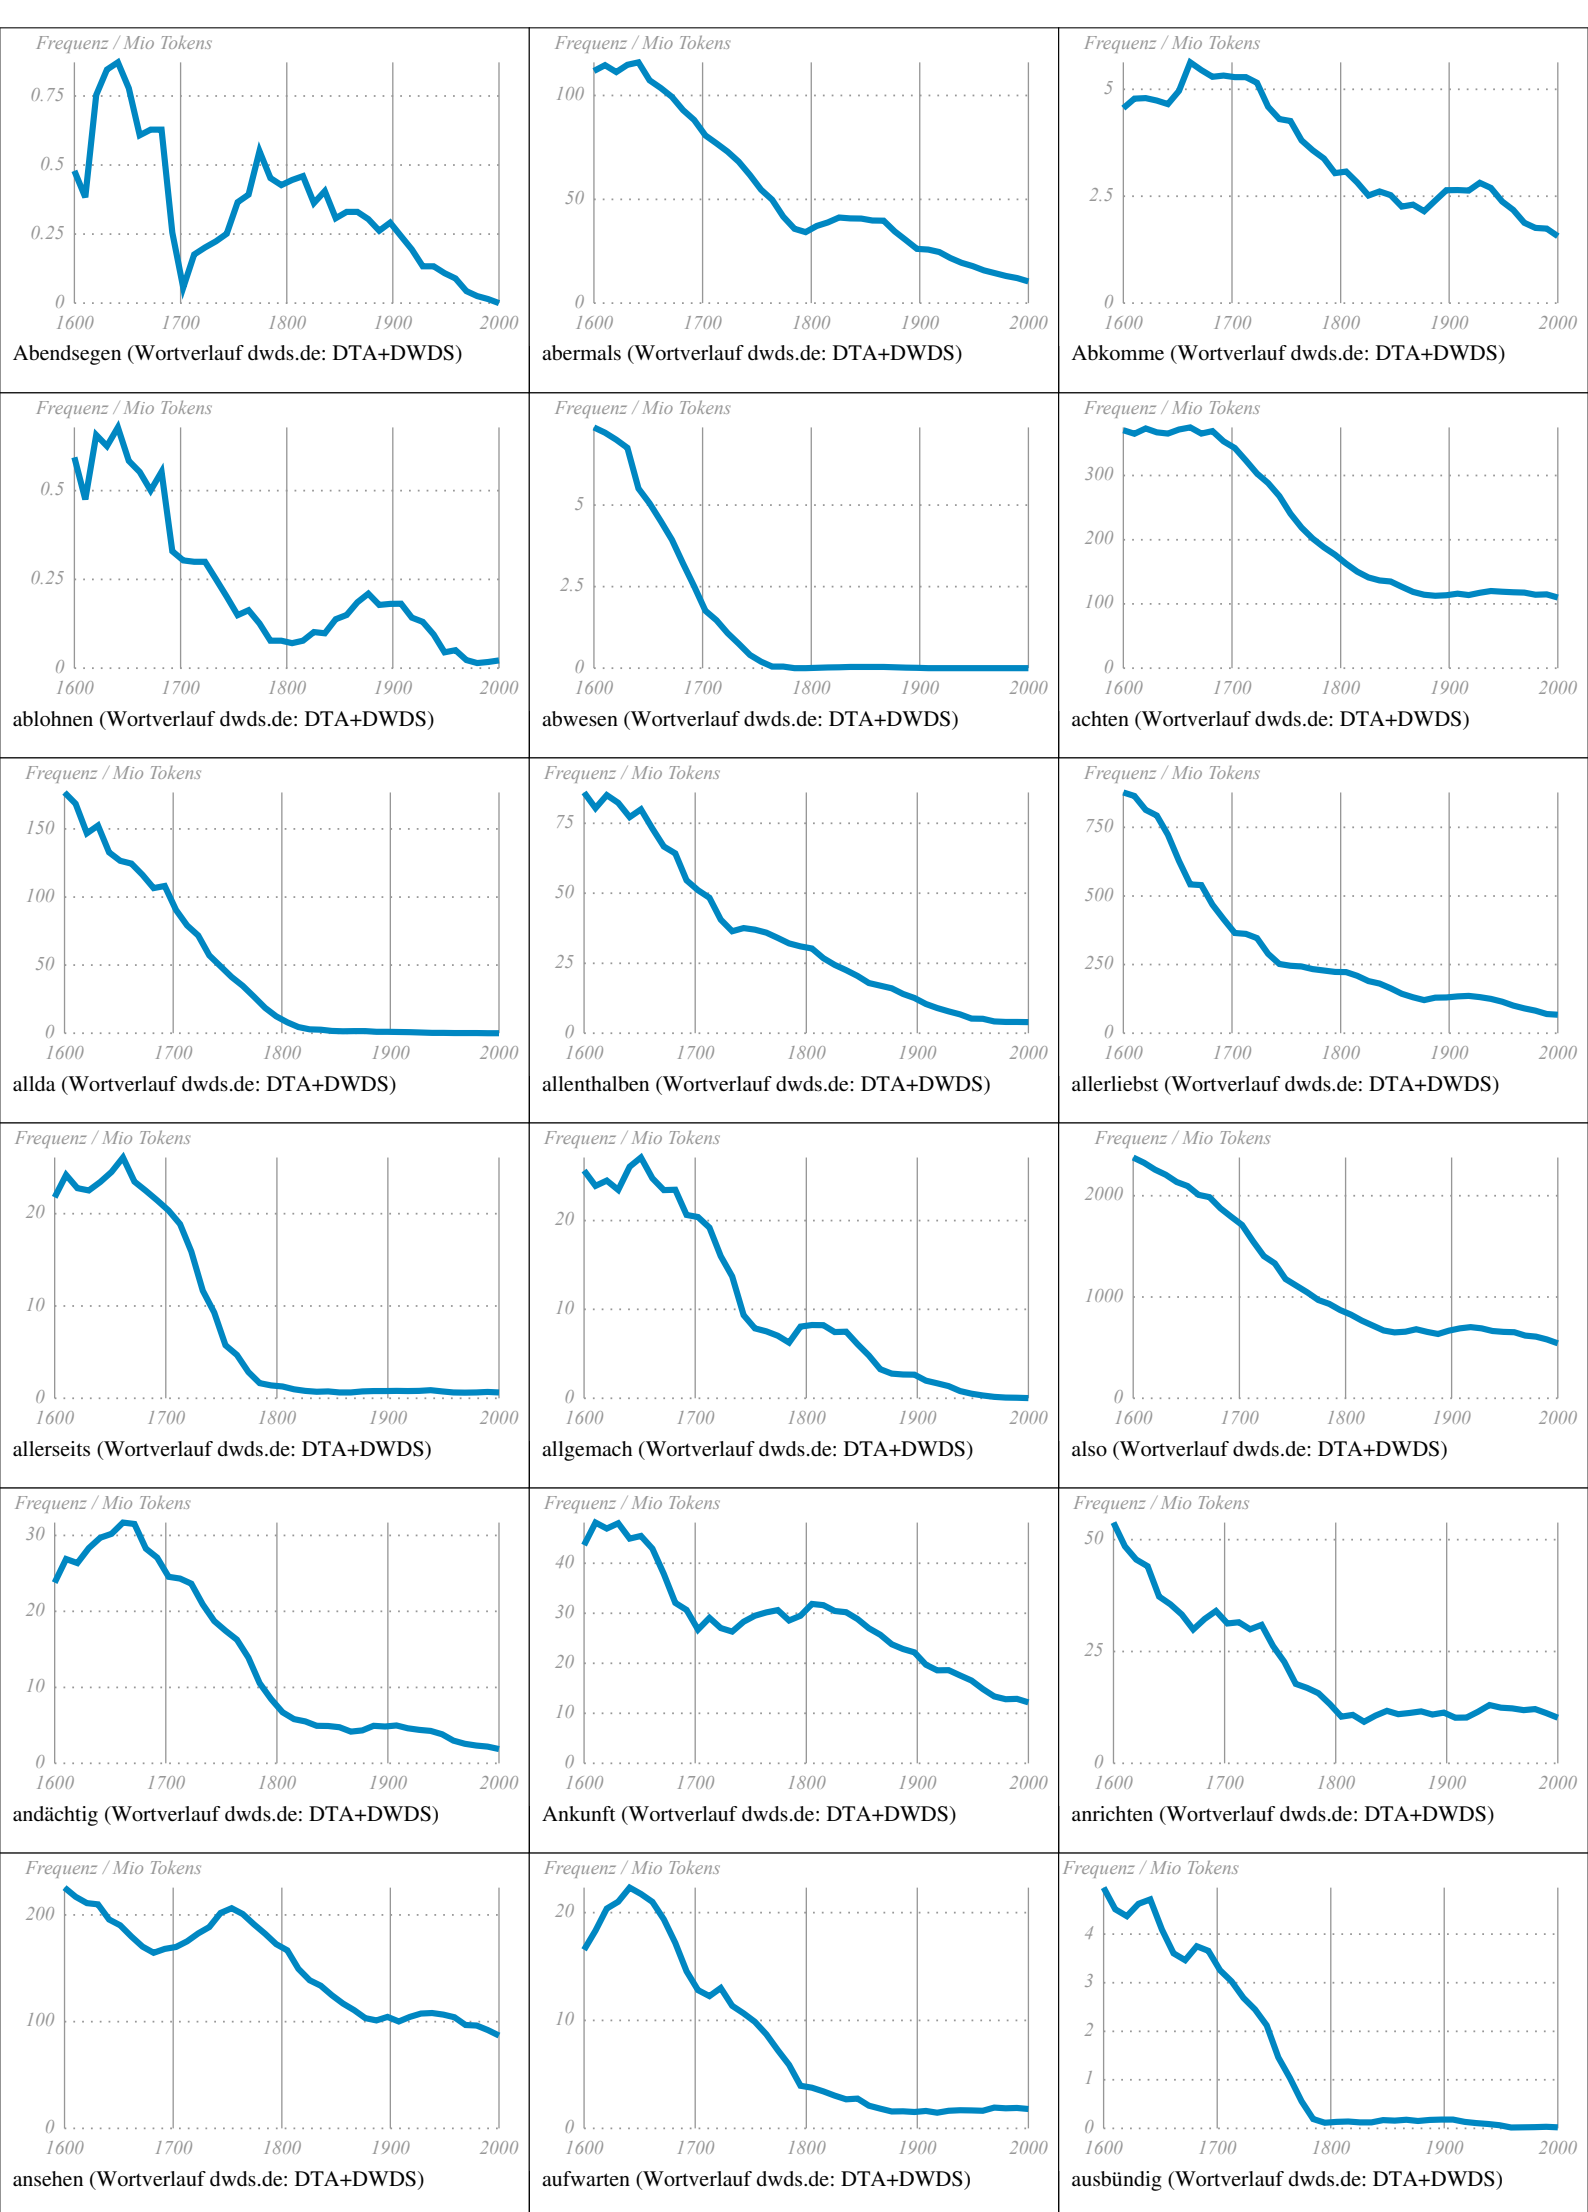 Frequenz / Mio Tokens
0.75
0.5
0.25
0
1600 1700 1800 1900 2000
Abendsegen (Wortverlauf dwds.de: DTA+DWDS)
Frequenz / Mio Tokens
100
50
0
1600 1700 1800 1900 2000
abermals (Wortverlauf dwds.de: DTA+DWDS)
Frequenz / Mio Tokens
5
2.5
0
1600 1700 1800 1900 2000
Abkomme (Wortverlauf dwds.de: DTA+DWDS)
Frequenz / Mio Tokens
0.5
0.25
0
1600 1700 1800 1900 2000
ablohnen (Wortverlauf dwds.de: DTA+DWDS)
Frequenz / Mio Tokens
5
2.5
0
1600 1700 1800 1900 2000
abwesen (Wortverlauf dwds.de: DTA+DWDS)
Frequenz / Mio Tokens
300
200
100
0
1600 1700 1800 1900 2000
achten (Wortverlauf dwds.de: DTA+DWDS)
Frequenz / Mio Tokens
150
100
50
0
1600 1700 1800 1900 2000
allda (Wortverlauf dwds.de: DTA+DWDS)
Frequenz / Mio Tokens
75
50
25
0
1600 1700 1800 1900 2000
allenthalben (Wortverlauf dwds.de: DTA+DWDS)
Frequenz / Mio Tokens
750
500
250
0
1600 1700 1800 1900 2000
allerliebst (Wortverlauf dwds.de: DTA+DWDS)
Frequenz / Mio Tokens
20
10
0
1600 1700 1800 1900 2000
allerseits (Wortverlauf dwds.de: DTA+DWDS)
Frequenz / Mio Tokens
20
10
0
1600 1700 1800 1900 2000
allgemach (Wortverlauf dwds.de: DTA+DWDS)
Frequenz / Mio Tokens
2000
1000
0
1600 1700 1800 1900 2000
also (Wortverlauf dwds.de: DTA+DWDS)
Frequenz / Mio Tokens
30
20
10
0
1600 1700 1800 1900 2000
andächtig (Wortverlauf dwds.de: DTA+DWDS)
Frequenz / Mio Tokens
40
30
20
10
0
1600 1700 1800 1900 2000
Ankunft (Wortverlauf dwds.de: DTA+DWDS)
Frequenz / Mio Tokens
50
25
0
1600 1700 1800 1900 2000
anrichten (Wortverlauf dwds.de: DTA+DWDS)
Frequenz / Mio Tokens
200
100
0
1600 1700 1800 1900 2000
ansehen (Wortverlauf dwds.de: DTA+DWDS)
Frequenz / Mio Tokens
20
10
0
1600 1700 1800 1900 2000
aufwarten (Wortverlauf dwds.de: DTA+DWDS)
Frequenz / Mio Tokens
4
3
2
1
0
1600 1700 1800 1900 2000
ausbündig (Wortverlauf dwds.de: DTA+DWDS)